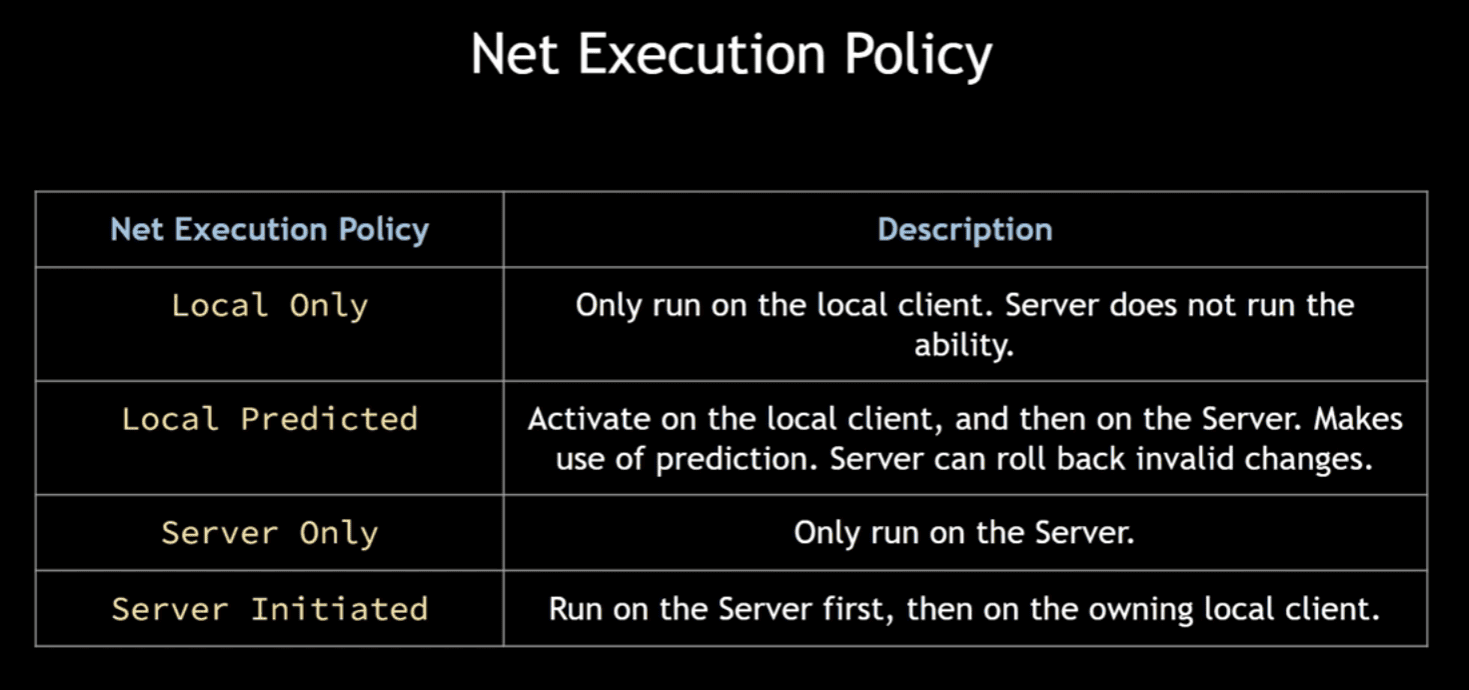 Net Execution Policy
Net Execution Policy
Description
Local Only
Only run on the local client. Server does not run the
ability.
Local Predicted
Activate on the local client, and then on the Server. Makes
use of prediction. Server can roll back invalid changes.
Server Only
Only run on the Server.
Server Initiated
Run on the Server first, then on the owning local client.